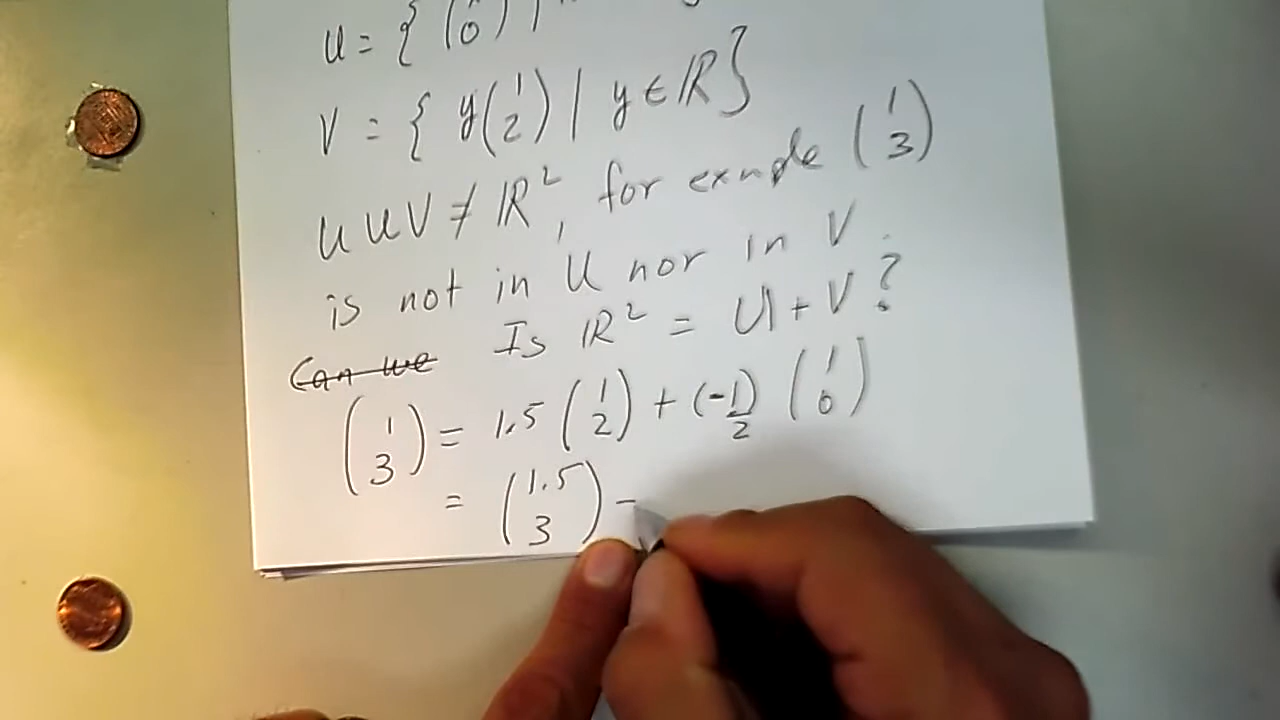 U = { ( 0 ) |
V = { y ( 1 2 ) | y ∈ ℝ }
U ∪ V ≠ ℝ², for exmple ( 1 3 )
is not in U nor in V.
Can we Is ℝ² = U + V ?
( 1 3 ) = 1.5 ( 1 2 ) + (-1/2) ( 1 0 )
= ( 1.5 3 ) -